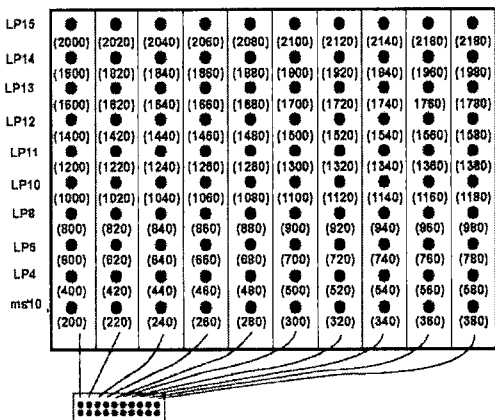 LP15
(2000) (2020) (2040) (2060) (2080) (2100) (2120) (2140) (2160) (2180)
LP14
(1800) (1820) (1840) (1860) (1880) (1900) (1920) (1940) (1960) (1980)
LP13
(1600) (1620) (1640) (1660) (1680) (1700) (1720) (1740) 1760) (1780)
LP12
(1400) (1420) (1440) (1460) (1480) (1500) (1520) (1540) (1560) (1580)
LP11
(1200) (1220) (1240) (1260) (1280) (1300) (1320) (1340) (1360) (1380)
LP10
(1000) (1020) (1040) (1060) (1080) (1100) (1120) (1140) (1160) (1180)
LP8
(800) (820) (840) (860) (880) (900) (920) (940) (960) (980)
LP6
(600) (620) (640) (660) (680) (700) (720) (740) (760) (780)
LP4
(400) (420) (440) (460) (480) (500) (520) (540) (560) (580)
ms10
(200) (220) (240) (260) (280) (300) (320) (340) (360) (380)